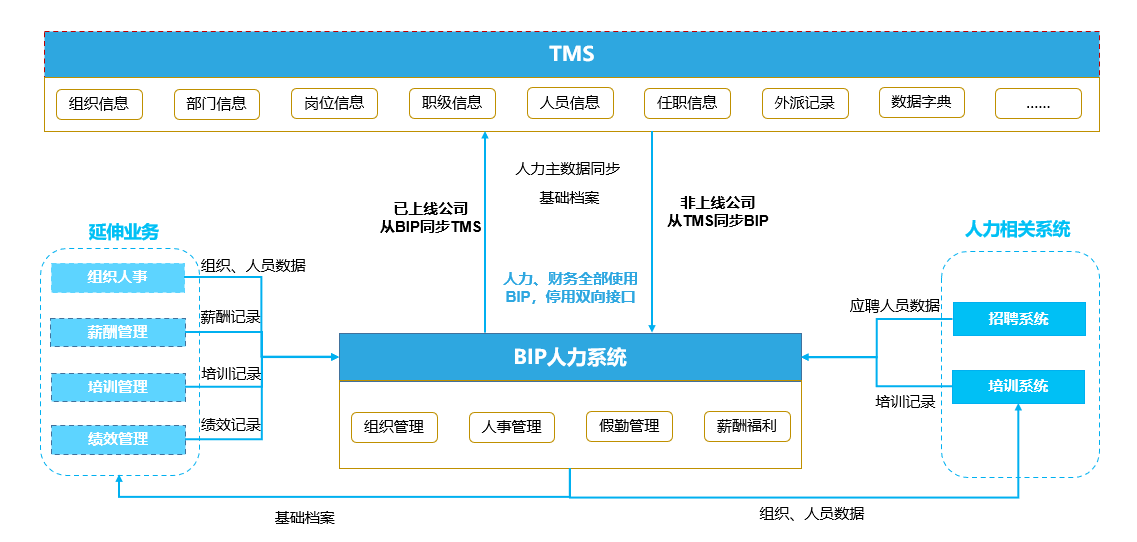 TMS
组织信息
部门信息
岗位信息
职级信息
人员信息
任职信息
外派记录
数据字典
......
人力主数据同步
基础档案
已上线公司
从BIP同步TMS
非上线公司
从TMS同步BIP
延伸业务
人力相关系统
组织人事
组织、人员数据
人力、财务全部使用
BIP，停用双向接口
薪酬管理
薪酬记录
应聘人员数据
招聘系统
BIP人力系统
培训管理
培训记录
培训系统
培训记录
绩效管理
绩效记录
组织管理
人事管理
假勤管理
薪酬福利
基础档案
组织、人员数据